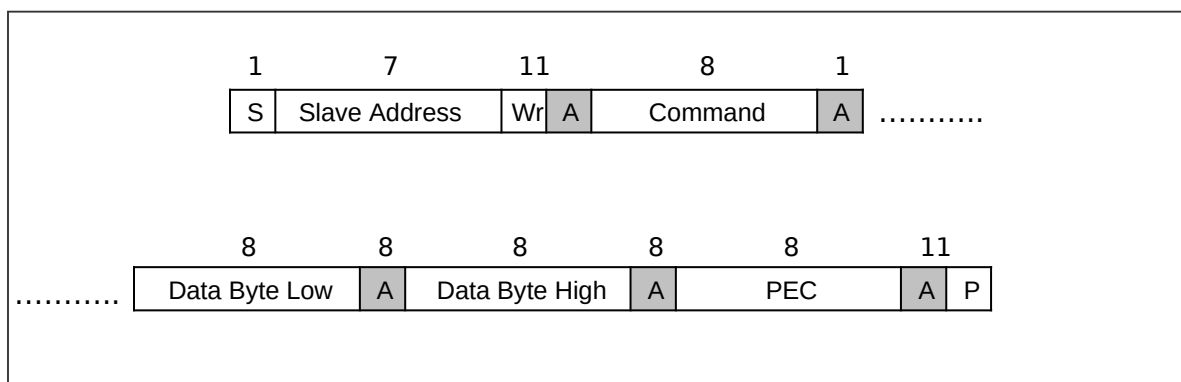 1 7 11 8 1
S Slave Address Wr A Command A ...........
8 8 8 8 8 11
........... Data Byte Low A Data Byte High A PEC A P